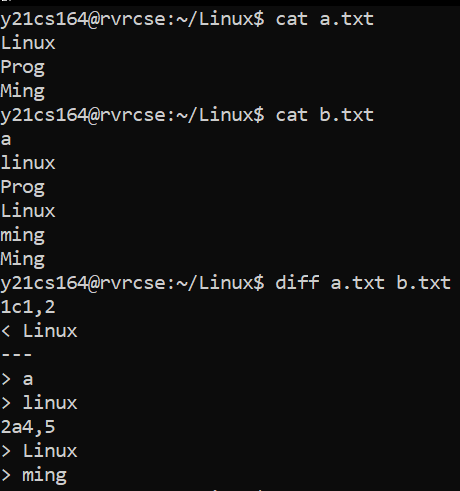 y21cs164@rvrcse:~/Linux$ cat a.txt
Linux
Prog
Ming
y21cs164@rvrcse:~/Linux$ cat b.txt
a
linux
Prog
Linux
ming
Ming
y21cs164@rvrcse:~/Linux$ diff a.txt b.txt
1c1,2
< Linux
---
> a
> linux
2a4,5
> Linux
> ming